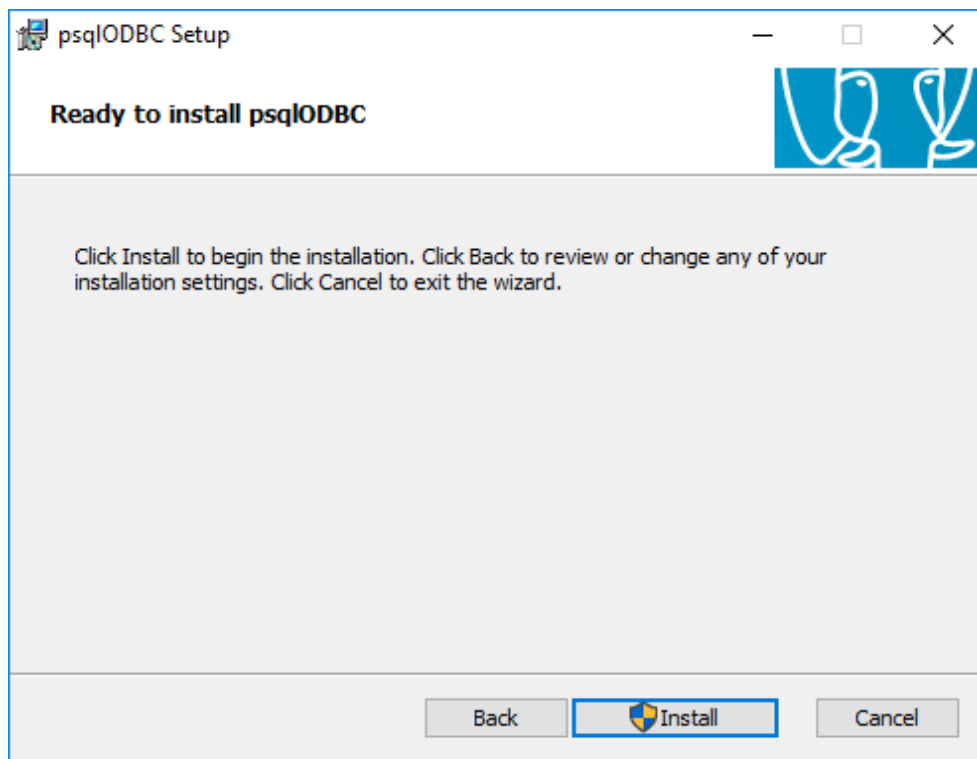 psqlODBC Setup
Ready to install psqlODBC
Click Install to begin the installation. Click Back to review or change any of your
installation settings. Click Cancel to exit the wizard.
Back
Install
Cancel